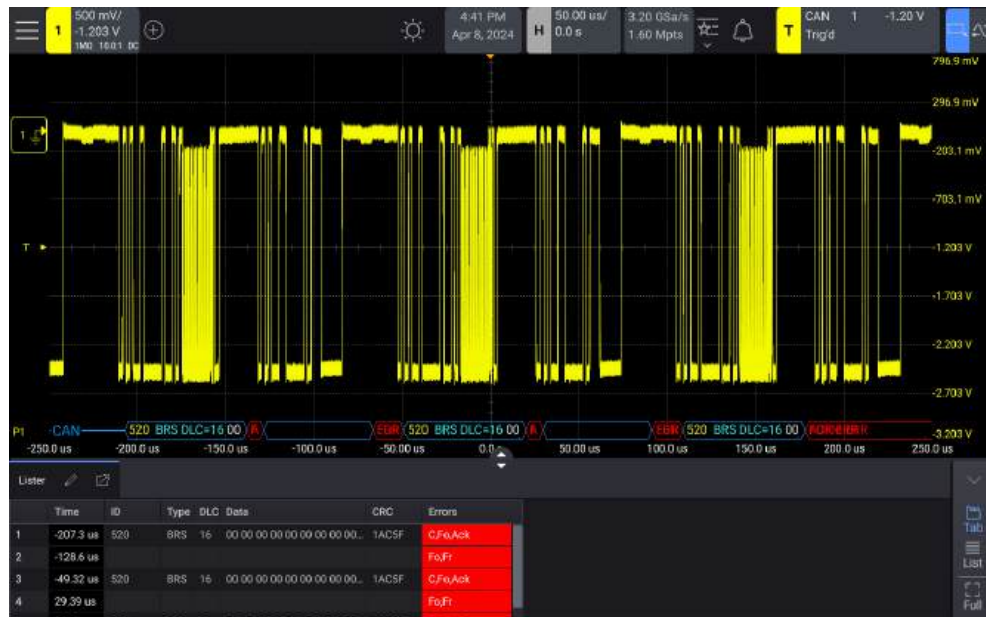 1 500 mV/ -1.203 V 1MΩ 10.0:1 DC
4:41 PM Apr 8, 2024
H 50.00 us/ 0.0 s
3.20 GSa/s 1.60 Mpts
T CAN 1 -1.20 V Trig'd
796.9 mV
296.9 mV
1
-203.1 mV
-703.1 mV
T
-1.203 V
-1.703 V
-2.203 V
-2.703 V
P1 CAN 520 BRS DLC=16 00 520 BRS DLC=16 00 520 BRS DLC=16 00
-3.203 V
-250.0 us -200.0 us -150.0 us -100.0 us -50.00 us 0.0 s 50.00 us 100.0 us 150.0 us 200.0 us 250.0 us
Lister
Time ID Type DLC Data CRC Errors
1 -207.3 us 520 BRS 16 00 00 00 00 00 00 00 00 00... 1AC5F C,Fo,Ack
2 -128.6 us Fo,Fr
3 -49.32 us 520 BRS 16 00 00 00 00 00 00 00 00 00... 1AC5F C,Fo,Ack
4 29.39 us Fo,Fr
Tab
List
Full